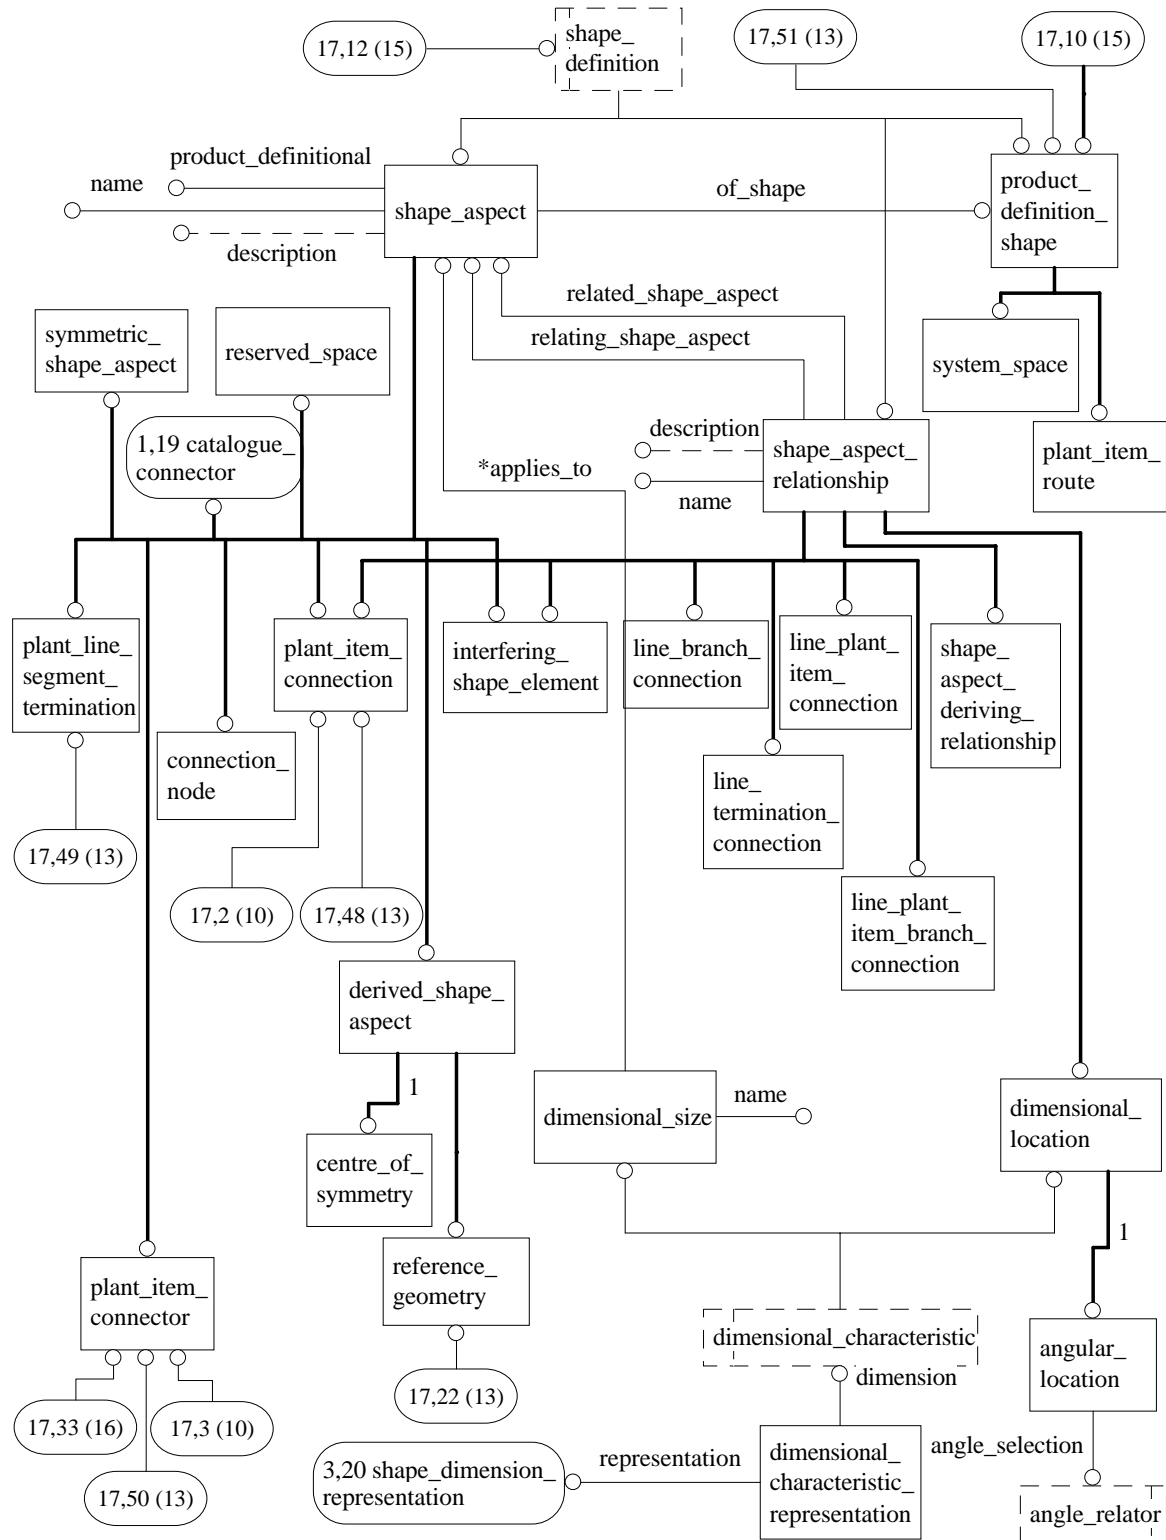 17,12 (15)
shape_
definition
17,51 (13)
17,10 (15)
product_definitional
name
shape_aspect
of_shape
product_
definition_
shape
description
related_shape_aspect
relating_shape_aspect
symmetric_
shape_aspect
reserved_space
system_space
1,19 catalogue_
connector
*applies_to
description
name
shape_aspect_
relationship
plant_item_
route
plant_line_
segment_
termination
plant_item_
connection
interfering_
shape_element
line_branch_
connection
line_plant_
item_
connection
shape_
aspect_
deriving_
relationship
connection_
node
line_
termination_
connection
17,49 (13)
17,2 (10)
17,48 (13)
line_plant_
item_branch_
connection
derived_shape_
aspect
1
dimensional_size
name
dimensional_
location
centre_of_
symmetry
1
plant_item_
connector
reference_
geometry
dimensional_characteristic
dimension
angular_
location
17,33 (16)
17,3 (10)
17,50 (13)
17,22 (13)
3,20 shape_dimension_
representation
representation
dimensional_
characteristic_
representation
angle_selection
angle_relator